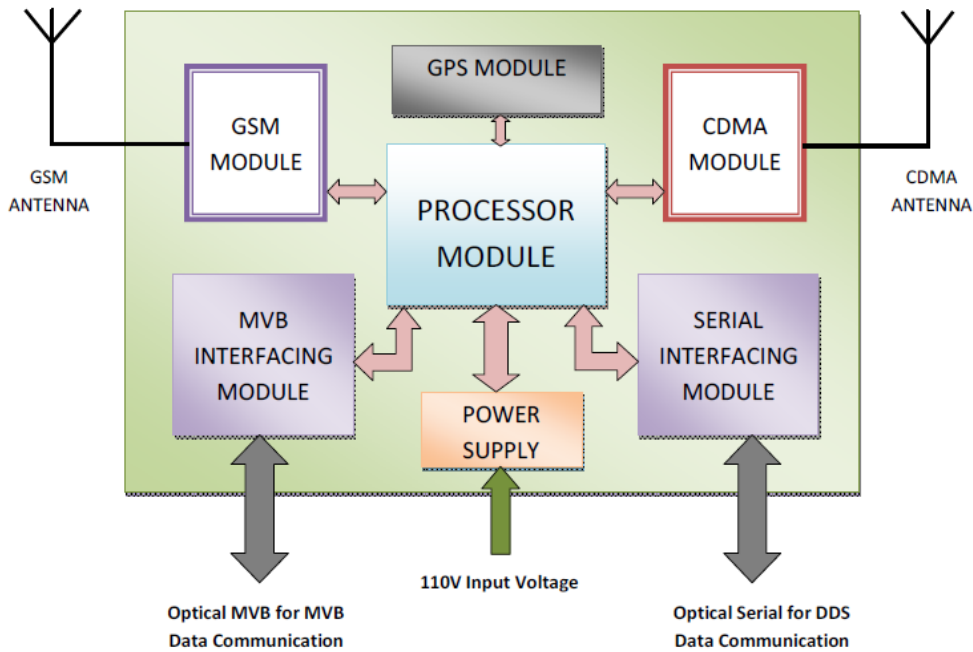 GPS MODULE
GSM
MODULE
CDMA
MODULE
GSM
ANTENNA
CDMA
ANTENNA
PROCESSOR
MODULE
MVB
INTERFACING
MODULE
SERIAL
INTERFACING
MODULE
POWER
SUPPLY
110V Input Voltage
Optical MVB for MVB
Data Communication
Optical Serial for DDS
Data Communication